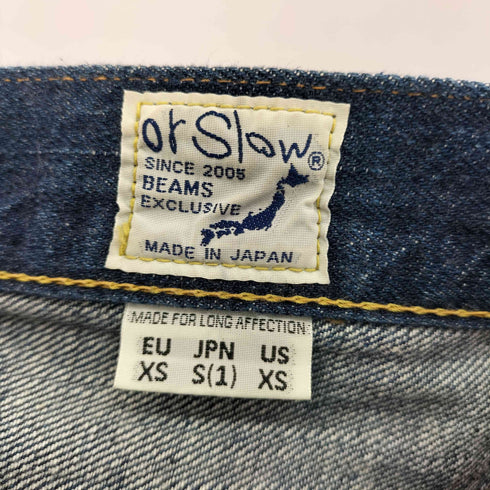 orSlow®
SINCE 2005
BEAMS
EXCLUSIVE
MADE IN JAPAN
MADE FOR LONG AFFECTION
EU JPN US
XS S(1) XS